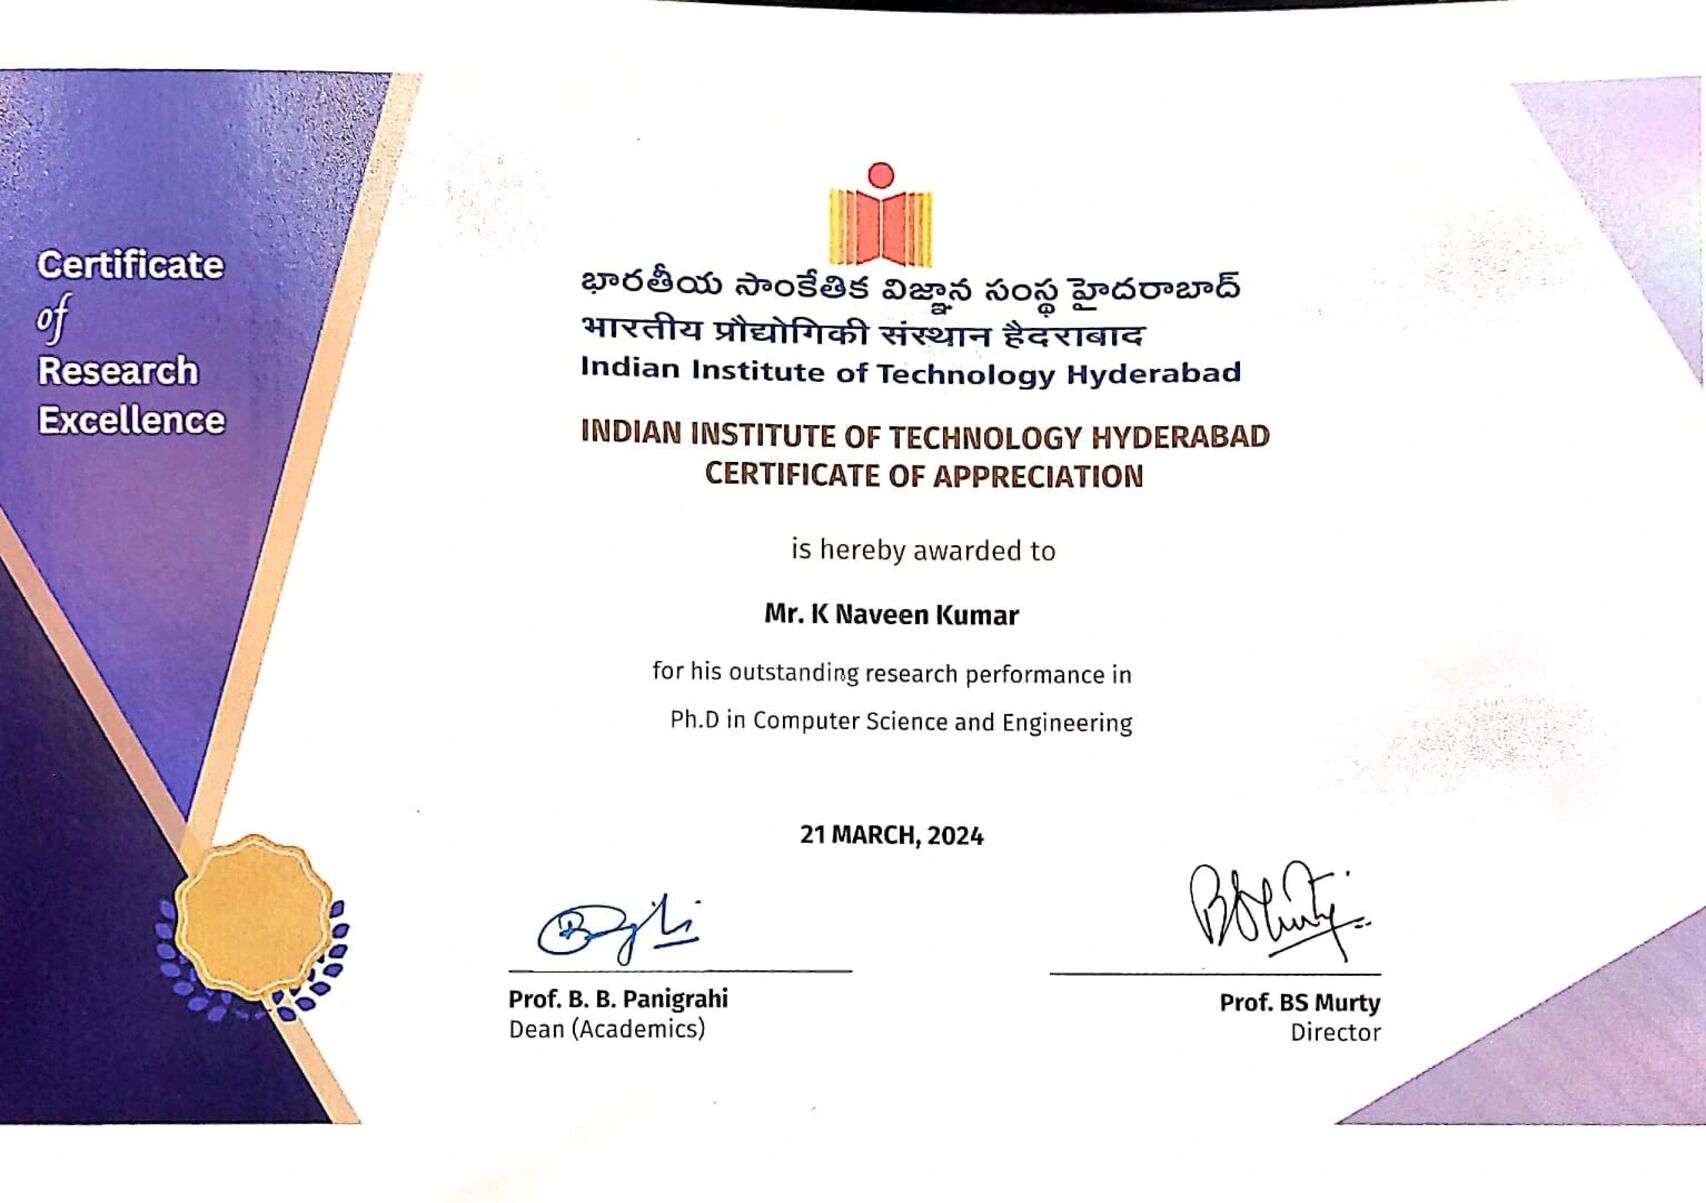 Certificate
of
Research
Excellence
భారతీయ సాంకేతిక విజ్ఞాన సంస్థ హైదరాబాద్
भारतीय प्रौद्योगिकी संस्थान हैदराबाद
Indian Institute of Technology Hyderabad
INDIAN INSTITUTE OF TECHNOLOGY HYDERABAD
CERTIFICATE OF APPRECIATION
is hereby awarded to
Mr. K Naveen Kumar
for his outstanding research performance in
Ph.D in Computer Science and Engineering
21 MARCH, 2024
Prof. B. B. Panigrahi
Dean (Academics)
BSMurty
Prof. BS Murty
Director